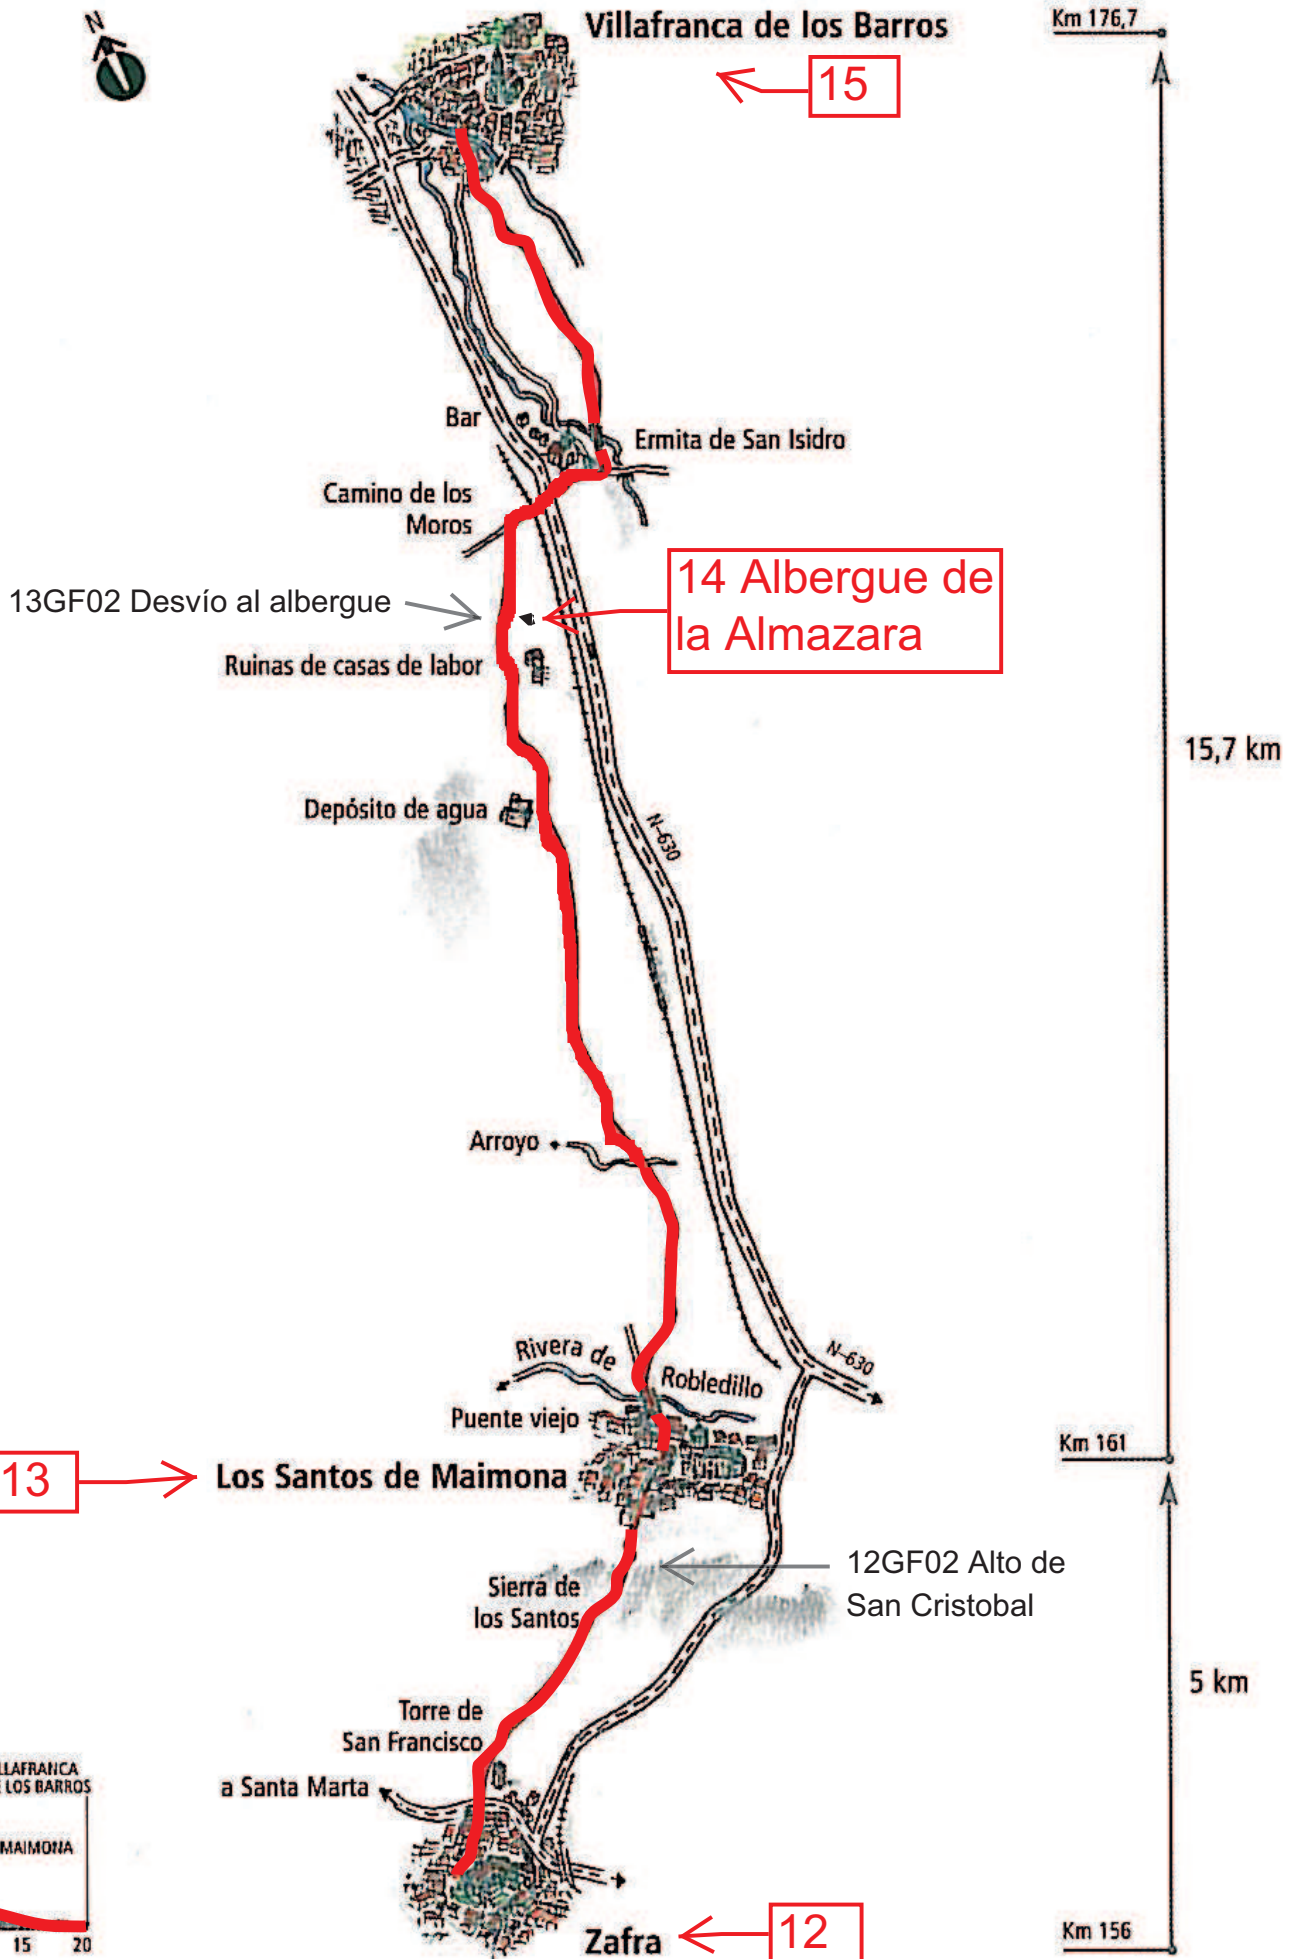 N
Villafranca de los Barros
Km 176,7
15
Bar
Ermita de San Isidro
Camino de los
Moros
14 Albergue de
la Almazara
13GF02 Desvío al albergue
Ruinas de casas de labor
15,7 km
Depósito de agua
N-630
Arroyo
Rivera de
Robledillo
N-630
Puente viejo
Km 161
13
Los Santos de Maimona
12GF02 Alto de
San Cristobal
Sierra de
los Santos
5 km
Torre de
San Francisco
LLAFRANCA
LOS BARROS
a Santa Marta
MAIMONA
15
20
Zafra
12
Km 156